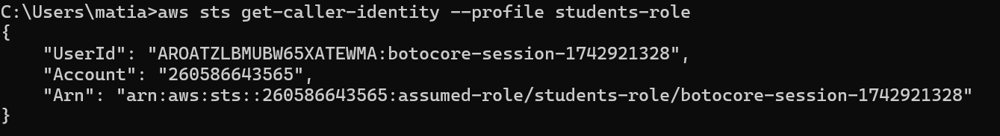 C:\Users\matia>aws sts get-caller-identity --profile students-role
{
    "UserId": "AROATZLBMUBW65XATEWMA:botocore-session-1742921328",
    "Account": "260586643565",
    "Arn": "arn:aws:sts::260586643565:assumed-role/students-role/botocore-session-1742921328"
}